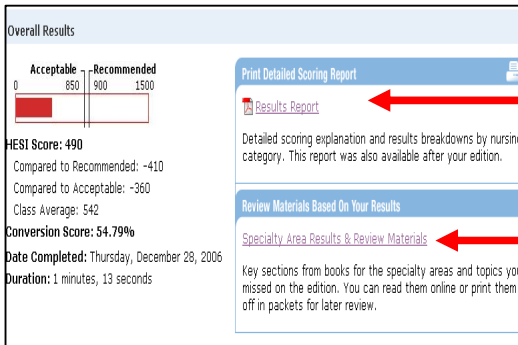 Overall Results
Acceptable Recommended
0 850 900 1500
HESI Score: 490
Compared to Recommended: -410
Compared to Acceptable: -360
Class Average: 542
Conversion Score: 54.79%
Date Completed: Thursday, December 28, 2006
Duration: 1 minutes, 13 seconds
Print Detailed Scoring Report
Results Report
Detailed scoring explanation and results breakdowns by nursin
category. This report was also available after your edition.
Review Materials Based On Your Results
Specialty Area Results & Review Materials
Key sections from books for the specialty areas and topics you
missed on the edition. You can read them online or print them
off in packets for later review.